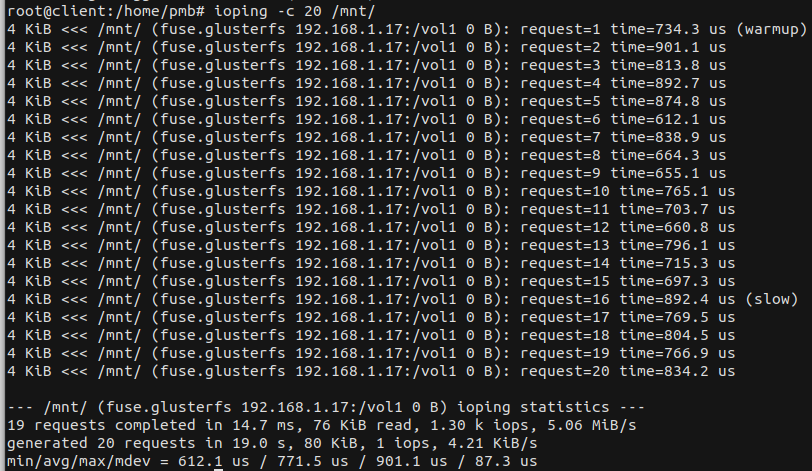 root@client:/home/pmb# ioping -c 20 /mnt/
4 KiB <<< /mnt/ (fuse.glusterfs 192.168.1.17:/vol1 0 B): request=1 time=734.3 us (warmup)
4 KiB <<< /mnt/ (fuse.glusterfs 192.168.1.17:/vol1 0 B): request=2 time=901.1 us
4 KiB <<< /mnt/ (fuse.glusterfs 192.168.1.17:/vol1 0 B): request=3 time=813.8 us
4 KiB <<< /mnt/ (fuse.glusterfs 192.168.1.17:/vol1 0 B): request=4 time=892.7 us
4 KiB <<< /mnt/ (fuse.glusterfs 192.168.1.17:/vol1 0 B): request=5 time=874.8 us
4 KiB <<< /mnt/ (fuse.glusterfs 192.168.1.17:/vol1 0 B): request=6 time=612.1 us
4 KiB <<< /mnt/ (fuse.glusterfs 192.168.1.17:/vol1 0 B): request=7 time=838.9 us
4 KiB <<< /mnt/ (fuse.glusterfs 192.168.1.17:/vol1 0 B): request=8 time=664.3 us
4 KiB <<< /mnt/ (fuse.glusterfs 192.168.1.17:/vol1 0 B): request=9 time=655.1 us
4 KiB <<< /mnt/ (fuse.glusterfs 192.168.1.17:/vol1 0 B): request=10 time=765.1 us
4 KiB <<< /mnt/ (fuse.glusterfs 192.168.1.17:/vol1 0 B): request=11 time=703.7 us
4 KiB <<< /mnt/ (fuse.glusterfs 192.168.1.17:/vol1 0 B): request=12 time=660.8 us
4 KiB <<< /mnt/ (fuse.glusterfs 192.168.1.17:/vol1 0 B): request=13 time=796.1 us
4 KiB <<< /mnt/ (fuse.glusterfs 192.168.1.17:/vol1 0 B): request=14 time=715.3 us
4 KiB <<< /mnt/ (fuse.glusterfs 192.168.1.17:/vol1 0 B): request=15 time=697.3 us
4 KiB <<< /mnt/ (fuse.glusterfs 192.168.1.17:/vol1 0 B): request=16 time=892.4 us (slow)
4 KiB <<< /mnt/ (fuse.glusterfs 192.168.1.17:/vol1 0 B): request=17 time=769.5 us
4 KiB <<< /mnt/ (fuse.glusterfs 192.168.1.17:/vol1 0 B): request=18 time=804.5 us
4 KiB <<< /mnt/ (fuse.glusterfs 192.168.1.17:/vol1 0 B): request=19 time=766.9 us
4 KiB <<< /mnt/ (fuse.glusterfs 192.168.1.17:/vol1 0 B): request=20 time=834.2 us
--- /mnt/ (fuse.glusterfs 192.168.1.17:/vol1 0 B) ioping statistics ---
19 requests completed in 14.7 ms, 76 KiB read, 1.30 k iops, 5.06 MiB/s
generated 20 requests in 19.0 s, 80 KiB, 1 iops, 4.21 KiB/s
min/avg/max/mdev = 612.1 us / 771.5 us / 901.1 us / 87.3 us